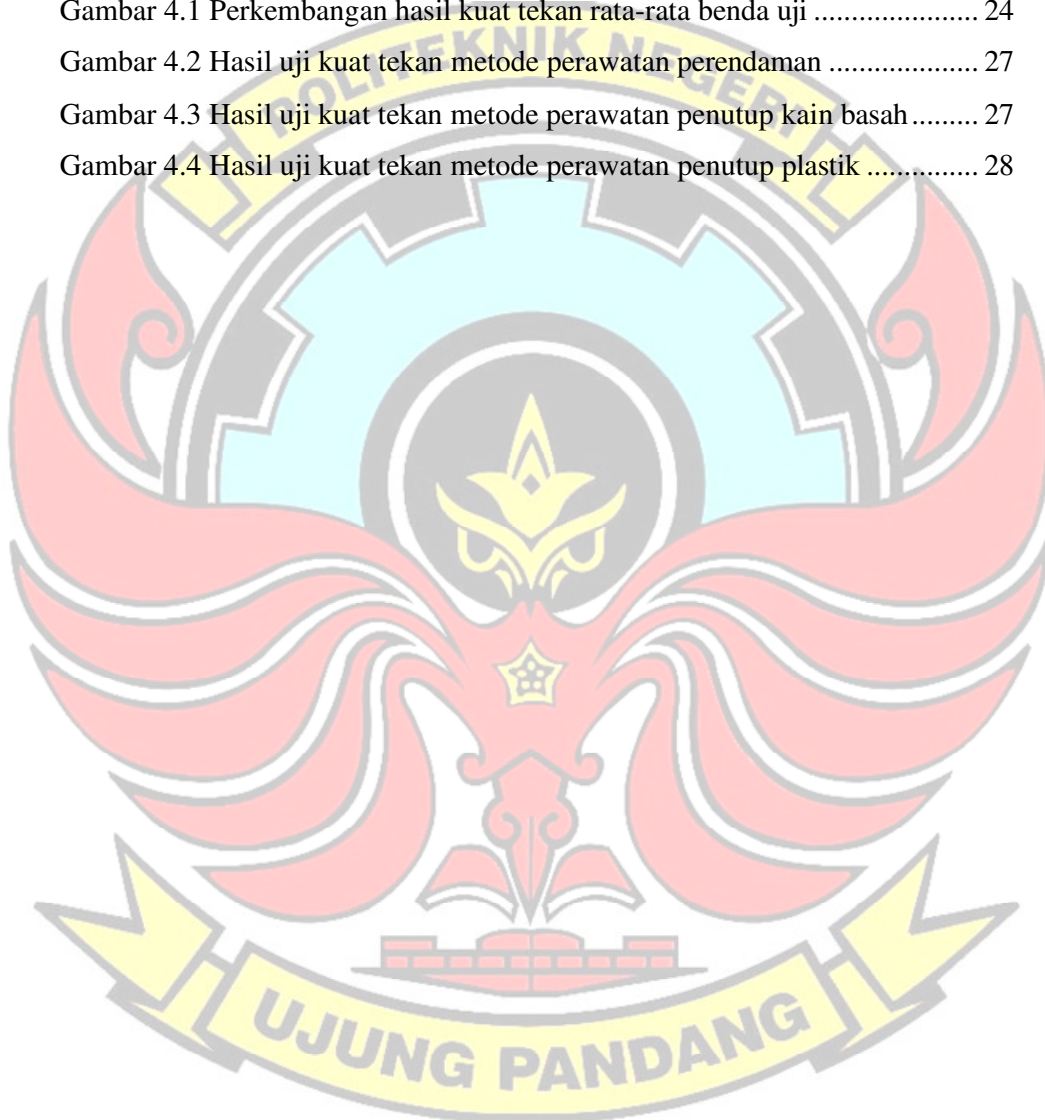 Gambar 4.1 Perkembangan hasil kuat tekan rata-rata benda uji ..................... 24
Gambar 4.2 Hasil uji kuat tekan metode perawatan perendaman ................... 27
Gambar 4.3 Hasil uji kuat tekan metode perawatan penutup kain basah ......... 27
Gambar 4.4 Hasil uji kuat tekan metode perawatan penutup plastik .............. 28
POLITEKNIK NEGERI
UJUNG PANDANG